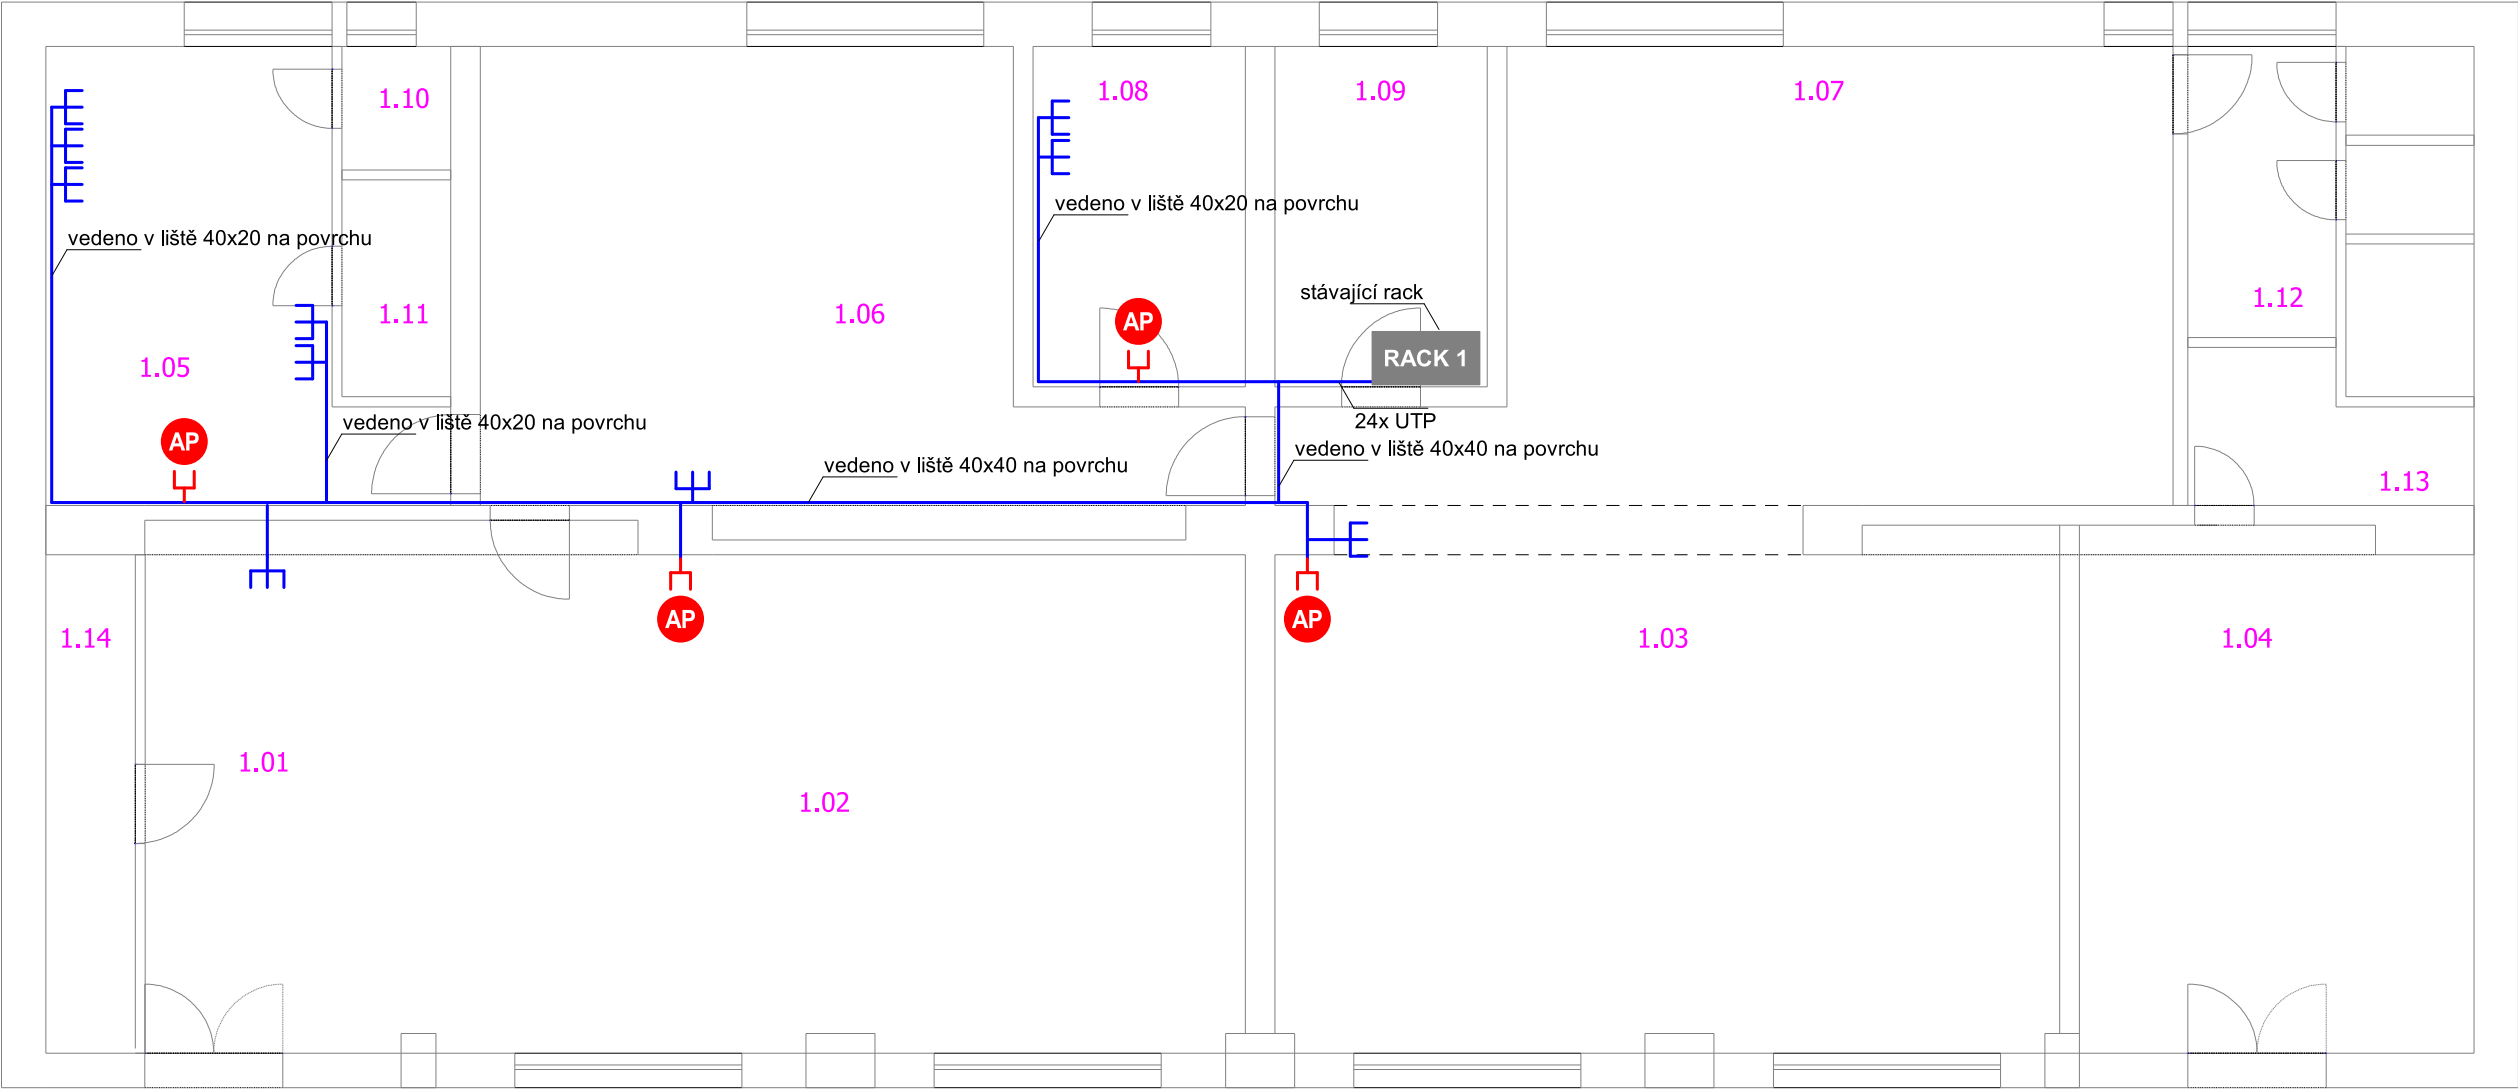 1.08
1.09
1.07
1.10
vedeno v liště 40x20 na povrchu
vedeno v liště 40x20 na povrchu
stávající rack
1.12
1.11
1.06
AP
RACK 1
1.05
24x UTP
vedeno v liště 40x20 na povrchu
AP
vedeno v liště 40x40 na povrchu
vedeno v liště 40x40 na povrchu
1.13
AP
AP
1.14
1.03
1.04
1.01
1.02